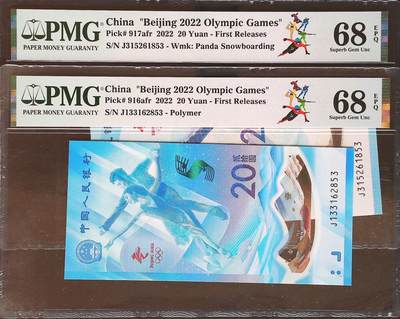 PMG
PAPER MONEY GUARANTY
China "Beijing 2022 Olympic Games"
Pick# 917afr 2022 20 Yuan - First Releases
S/N J315261853 - Wmk: Panda Snowboarding
68 EPQ
Superb Gem Unc
PMG
PAPER MONEY GUARANTY
China "Beijing 2022 Olympic Games"
Pick# 916afr 2022 20 Yuan - First Releases
S/N J133162853 - Polymer
68 EPQ
Superb Gem Unc
中国人民银行
20
贰拾圆
J133162853
J315261853